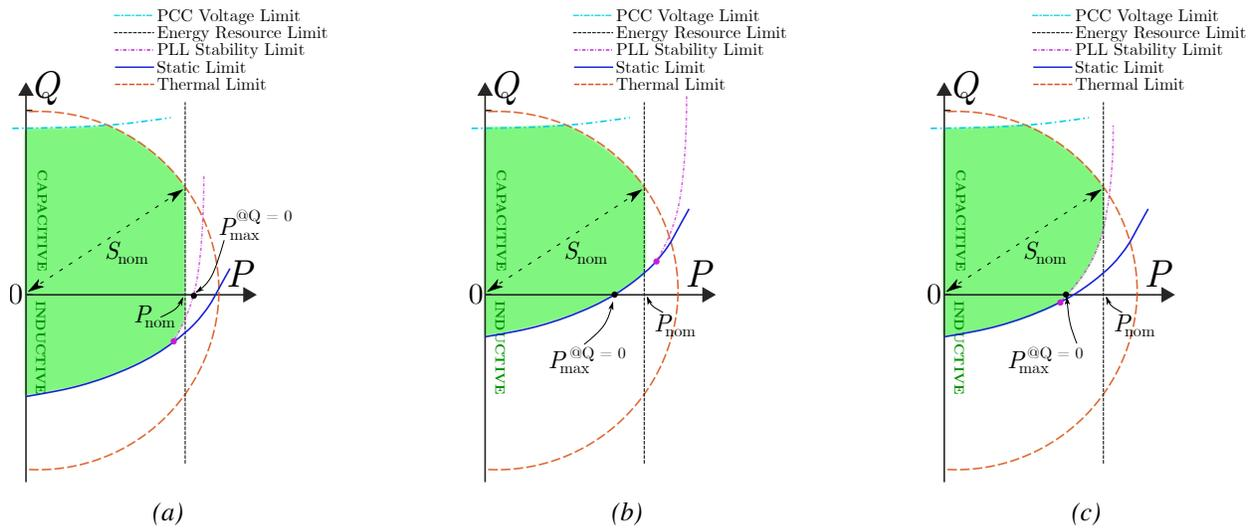 PCC Voltage Limit
Energy Resource Limit
PLL Stability Limit
Static Limit
Thermal Limit
Q
CAPACITIVE
INDUCTIVE
S_nom
P_max^@Q = 0
P
0
P_nom
(a)
PCC Voltage Limit
Energy Resource Limit
PLL Stability Limit
Static Limit
Thermal Limit
Q
CAPACITIVE
INDUCTIVE
S_nom
P
0
P_nom
P_max^@Q = 0
(b)
PCC Voltage Limit
Energy Resource Limit
PLL Stability Limit
Static Limit
Thermal Limit
Q
CAPACITIVE
INDUCTIVE
S_nom
P
0
P_nom
P_max^@Q = 0
(c)